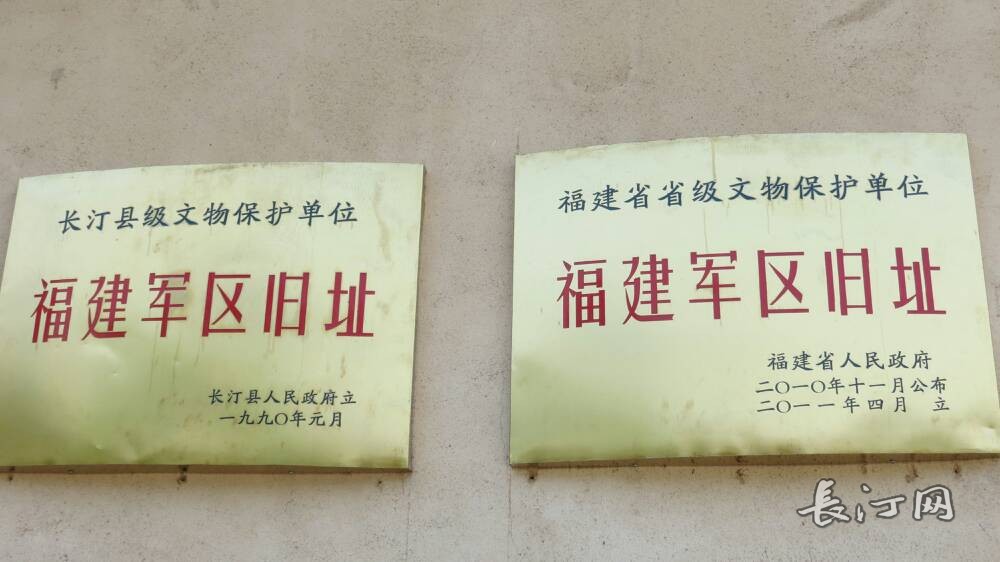 长汀县级文物保护单位
福建军区旧址
长汀县人民政府立
一九九〇年元月
福建省省级文物保护单位
福建军区旧址
福建省人民政府
二〇一〇年十一月公布
二〇一一年四月 立
長汀网